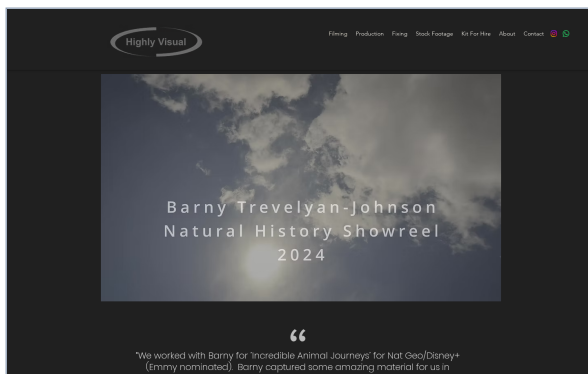 Highly Visual
Filming Production Fixing Stock Footage Kit For Hire About Contact
Barny Trevelyan-Johnson
Natural History Showreel
2024
“
"We worked with Barny for 'Incredible Animal Journeys' for Nat Geo/Disney+
(Emmy nominated). Barny captured some amazing material for us in